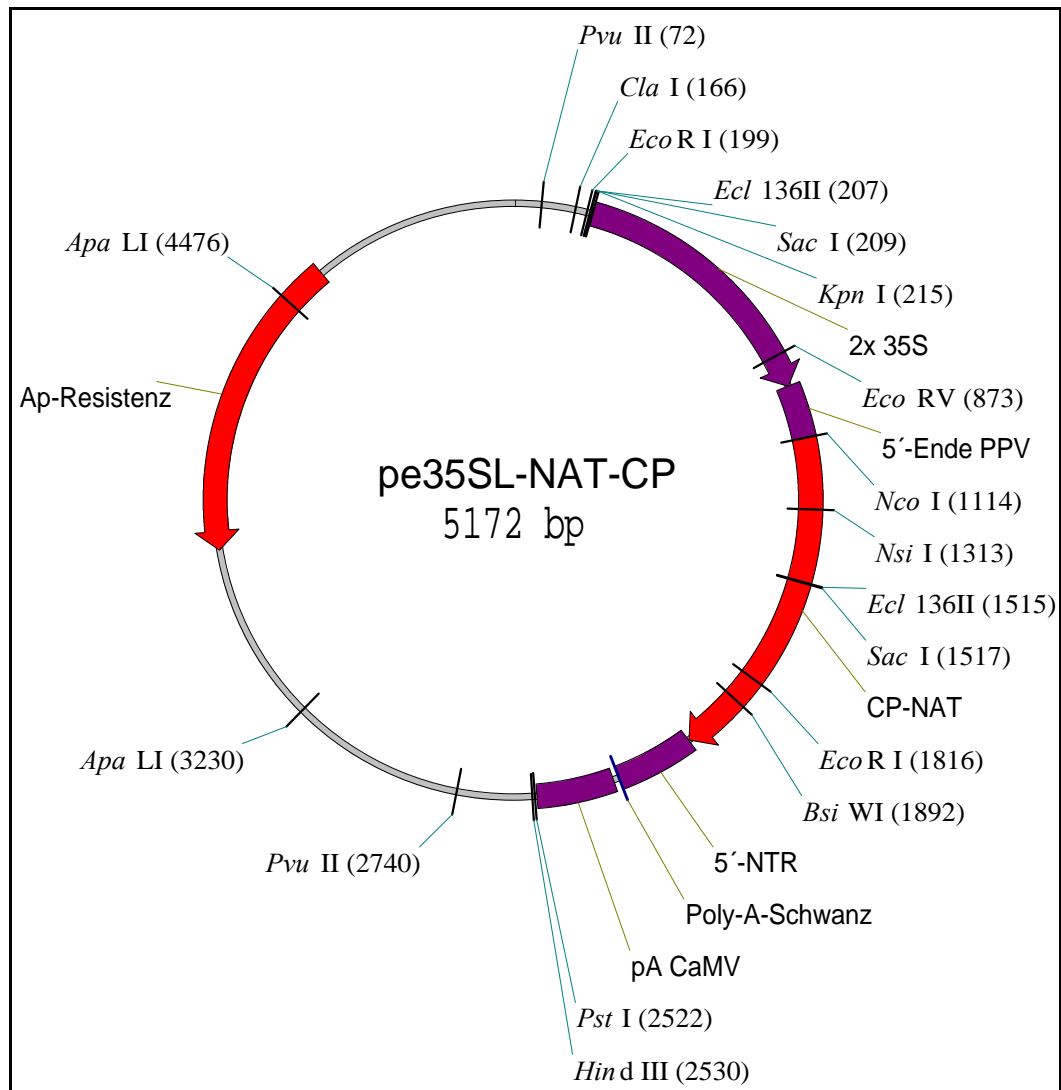 Pvu II (72)
Cla I (166)
Eco R I (199)
Ecl 136II (207)
Sac I (209)
Kpn I (215)
2x 35S
Eco RV (873)
5´-Ende PPV
Nco I (1114)
Nsi I (1313)
Ecl 136II (1515)
Sac I (1517)
CP-NAT
Eco R I (1816)
Bsi WI (1892)
5´-NTR
Poly-A-Schwanz
pA CaMV
Pst I (2522)
Hin d III (2530)
Pvu II (2740)
Apa LI (3230)
Ap-Resistenz
Apa LI (4476)
pe35SL-NAT-CP
5172 bp